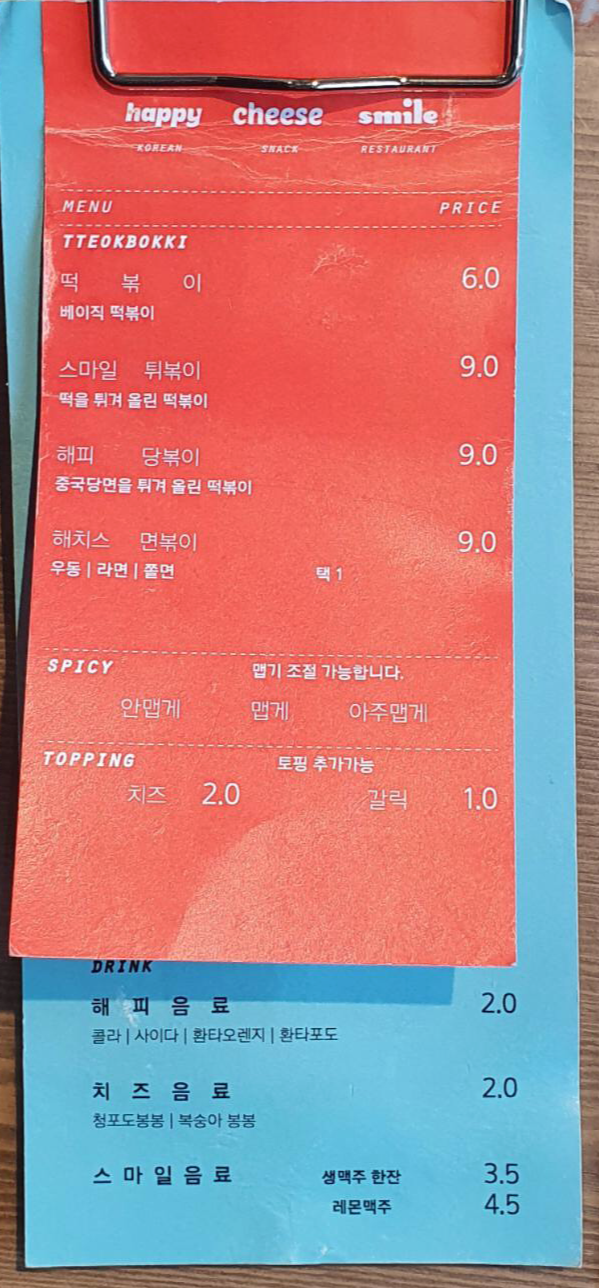 happy cheese smile
KOREAN SNACK RESTAURANT
MENU PRICE
TTEOKBOKKI
떡 볶 이 6.0
베이직 떡볶이
스마일 튀볶이 9.0
떡을 튀겨 올린 떡볶이
해피 당볶이 9.0
중국당면을 튀겨 올린 떡볶이
해치스 면볶이 9.0
우동 | 라면 | 쫄면 택 1
SPICY 맵기 조절 가능합니다.
안맵게 맵게 아주맵게
TOPPING 토핑 추가가능
치즈 2.0 갈릭 1.0
DRINK
해 피 음 료 2.0
콜라 | 사이다 | 환타오렌지 | 환타포도
치 즈 음 료 2.0
청포도봉봉 | 복숭아 봉봉
스 마 일 음 료 생맥주 한잔 3.5
레몬맥주 4.5